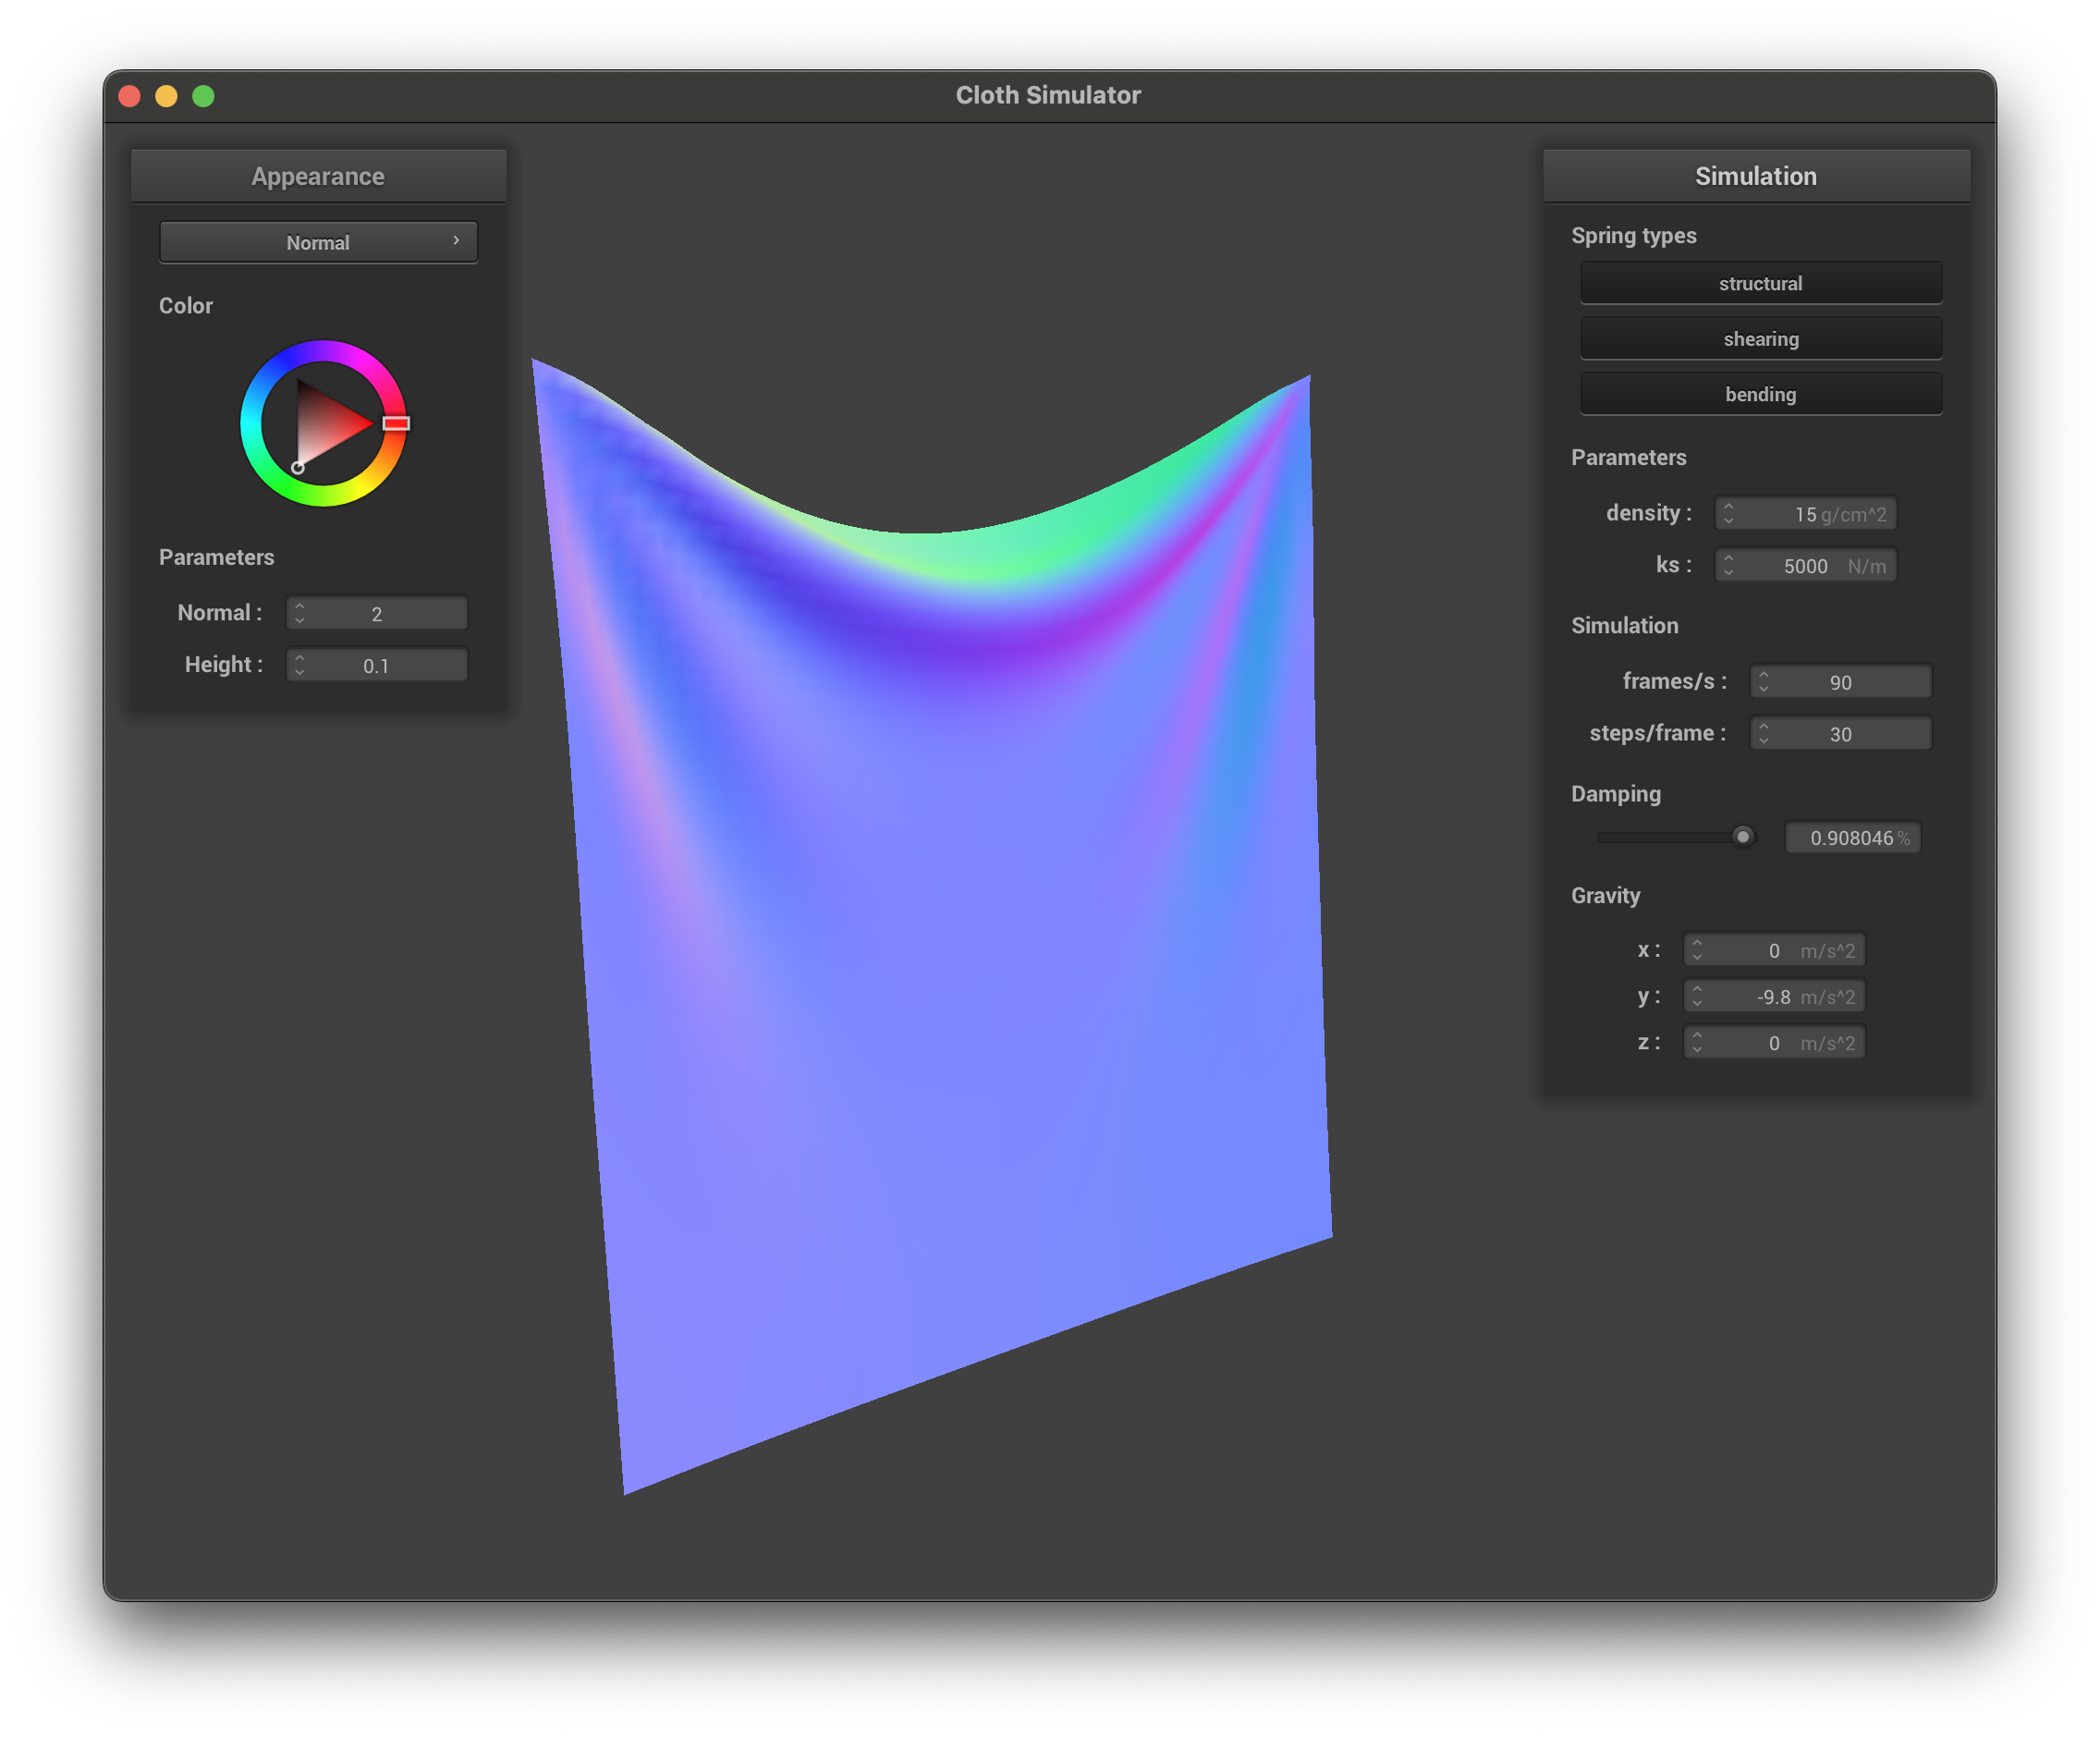 Cloth Simulator
Appearance
Normal
Color
Parameters
Normal : 2
Height : 0.1
Simulation
Spring types
structural
shearing
bending
Parameters
density : 15 g/cm^2
ks : 5000 N/m
Simulation
frames/s : 90
steps/frame : 30
Damping
0.908046 %
Gravity
x : 0 m/s^2
y : -9.8 m/s^2
z : 0 m/s^2